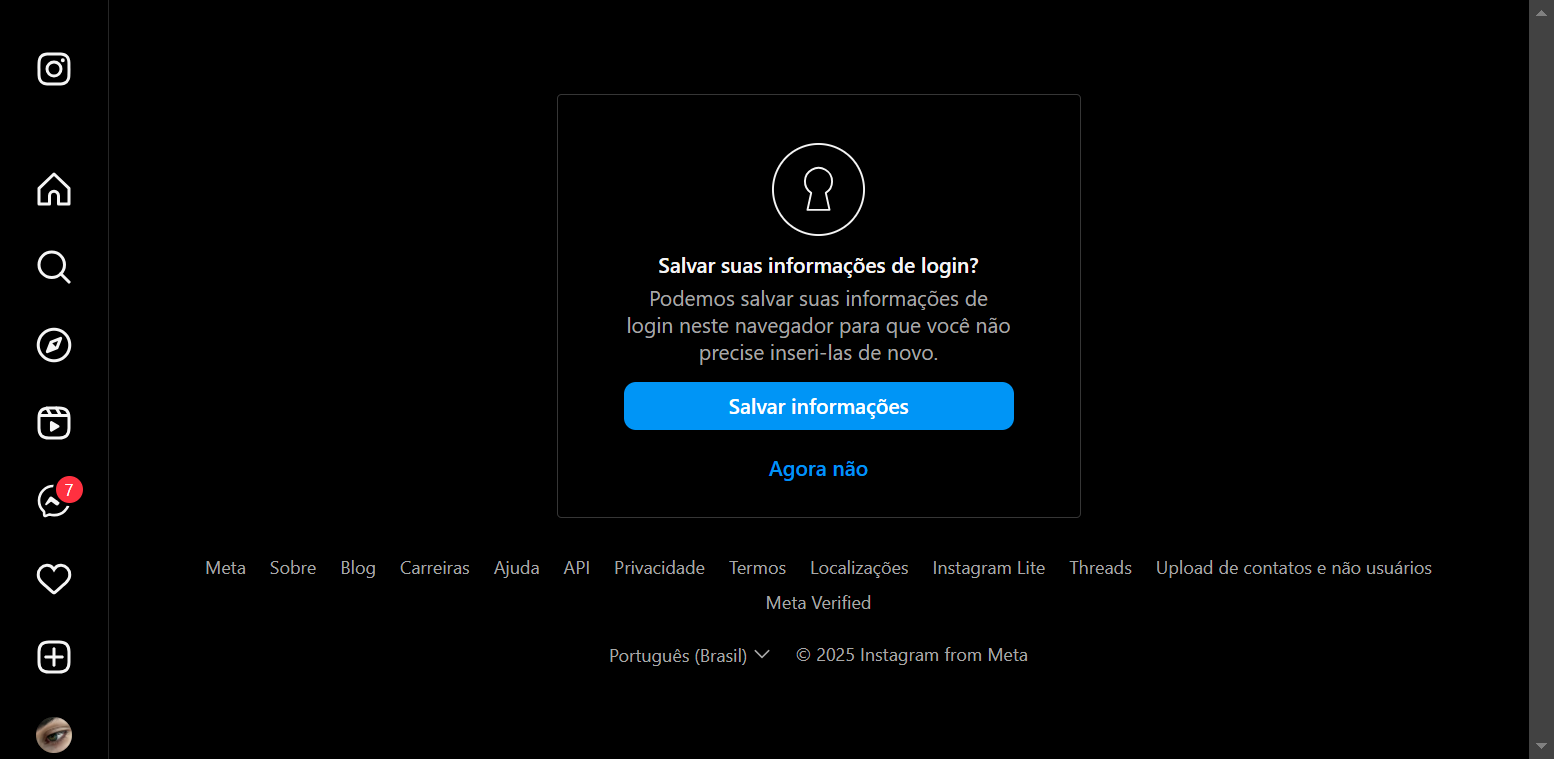 7
Salvar suas informações de login?
Podemos salvar suas informações de
login neste navegador para que você não
precise inseri-las de novo.
Salvar informações
Agora não
Meta Sobre Blog Carreiras Ajuda API Privacidade Termos Localizações Instagram Lite Threads Upload de contatos e não usuários
Meta Verified
Português (Brasil) © 2025 Instagram from Meta